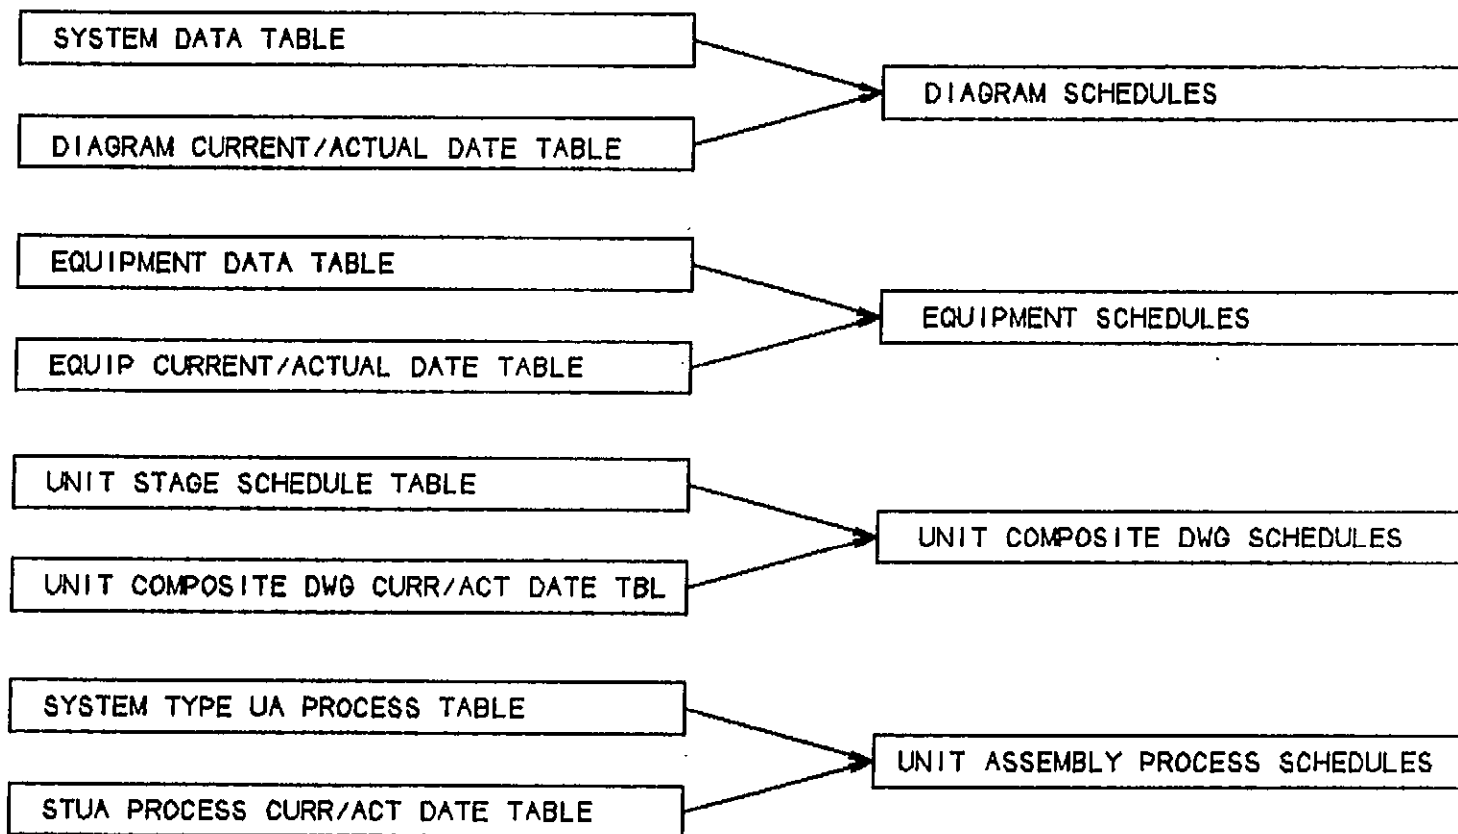 SYSTEM DATA TABLE
DIAGRAM CURRENT/ACTUAL DATE TABLE
DIAGRAM SCHEDULES
EQUIPMENT DATA TABLE
EQUIP CURRENT/ACTUAL DATE TABLE
EQUIPMENT SCHEDULES
UNIT STAGE SCHEDULE TABLE
UNIT COMPOSITE DWG CURR/ACT DATE TBL
UNIT COMPOSITE DWG SCHEDULES
SYSTEM TYPE UA PROCESS TABLE
STUA PROCESS CURR/ACT DATE TABLE
UNIT ASSEMBLY PROCESS SCHEDULES